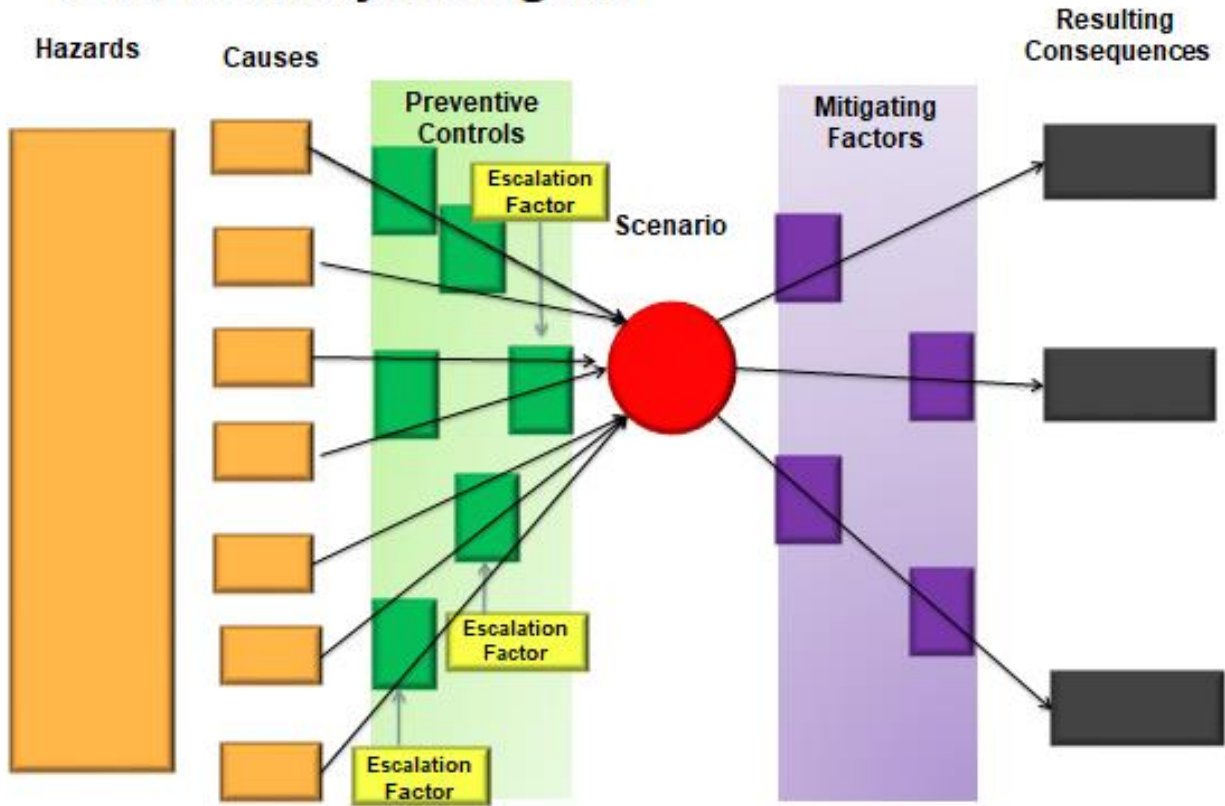 Hazards
Causes
Preventive
Controls
Escalation
Factor
Scenario
Mitigating
Factors
Resulting
Consequences
Escalation
Factor
Escalation
Factor